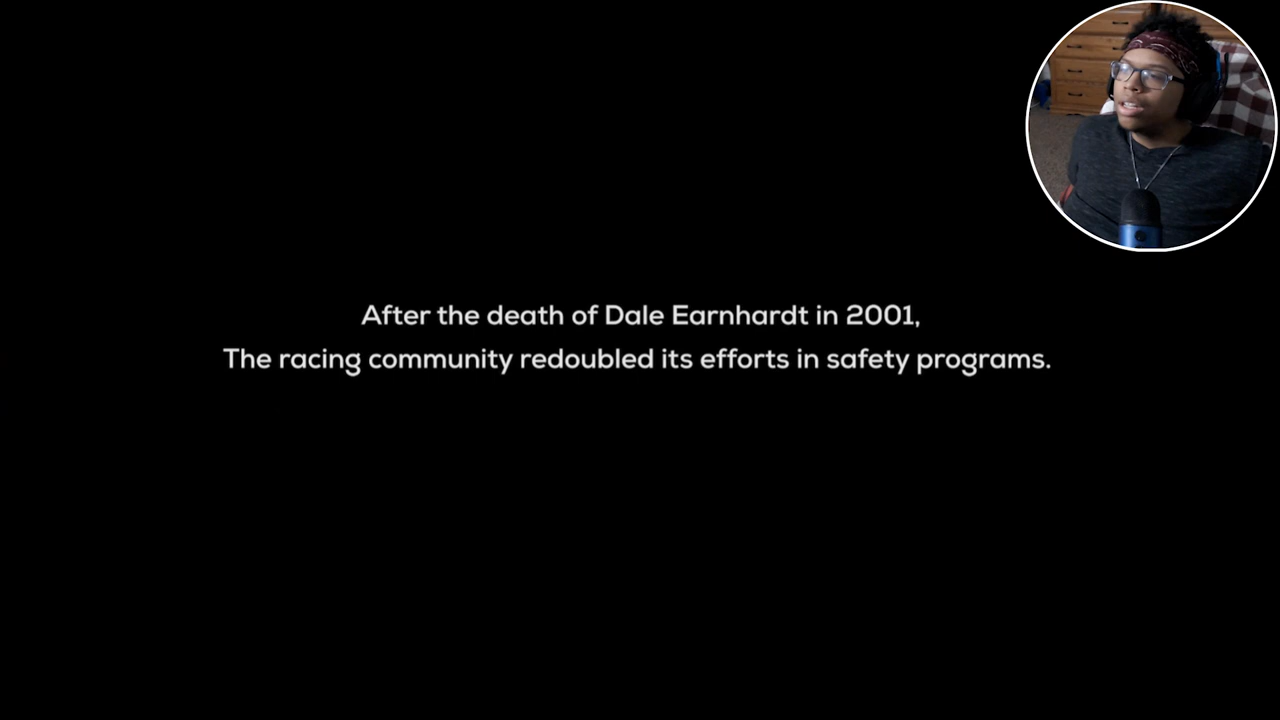 After the death of Dale Earnhardt in 2001,
The racing community redoubled its efforts in safety programs.